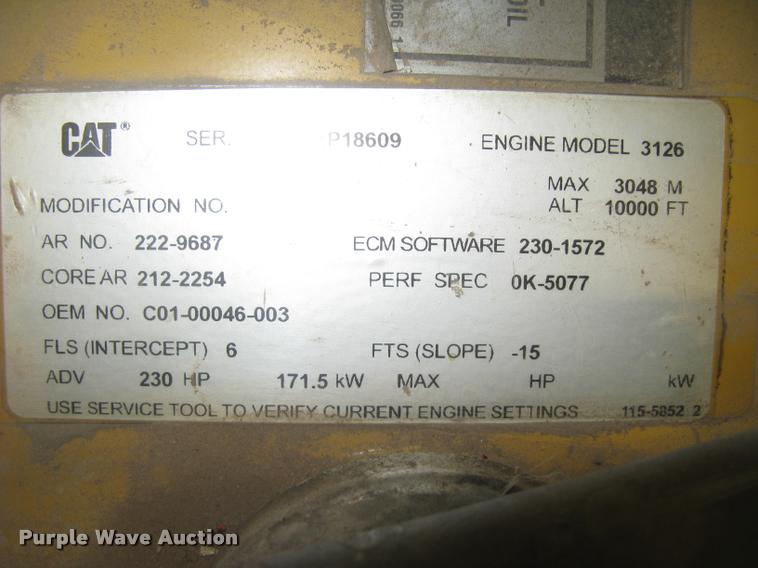 0066 1
OIL
CAT® SER. P18609 ENGINE MODEL 3126
MAX 3048 M
MODIFICATION NO. ALT 10000 FT
AR NO. 222-9687 ECM SOFTWARE 230-1572
CORE AR 212-2254 PERF SPEC 0K-5077
OEM NO. C01-00046-003
FLS (INTERCEPT) 6 FTS (SLOPE) -15
ADV 230 HP 171.5 kW MAX HP kW
USE SERVICE TOOL TO VERIFY CURRENT ENGINE SETTINGS 115-5852 2
Purple Wave Auction